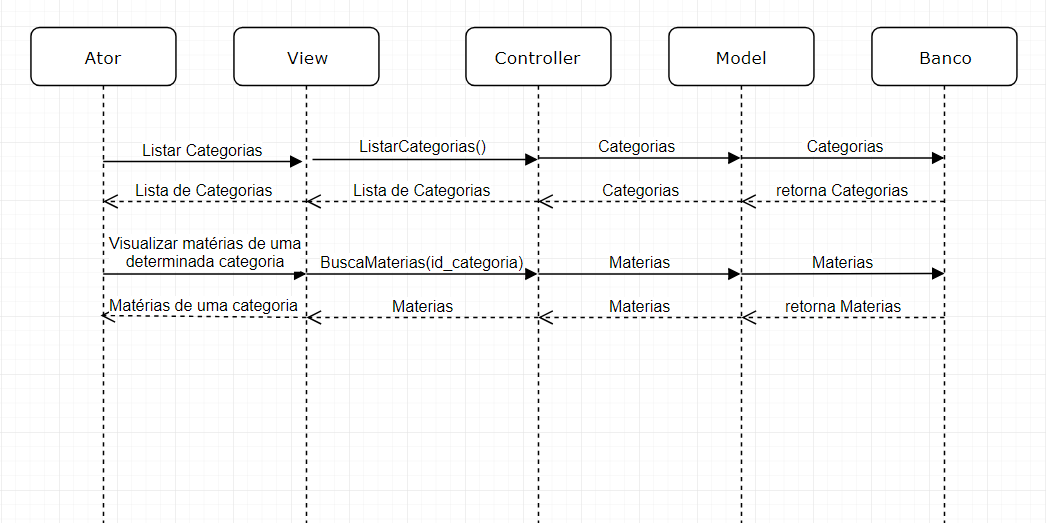 Ator
View
Controller
Model
Banco
Listar Categorias
ListarCategorias()
Categorias
Categorias
Lista de Categorias
Lista de Categorias
Categorias
retorna Categorias
Visualizar matérias de uma
determinada categoria
BuscaMaterias(id_categoria)
Materias
Materias
Matérias de uma categoria
Materias
Materias
retorna Materias